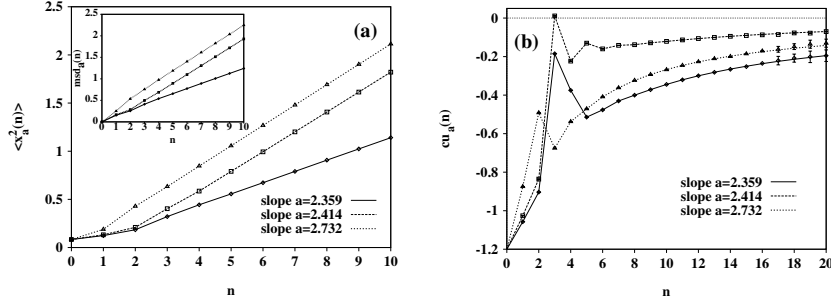 (a)
<x²ₐ(n)>
2.5
2
1.5
1
0.5
0
0 1 2 3 4 5 6 7 8 9 10
n
slope a=2.359
slope a=2.414
slope a=2.732
msdₐ(n)
2.5
2
1.5
1
0.5
0
0 1 2 3 4 5 6 7 8 9 10
n
(b)
cuₐ(n)
0
-0.2
-0.4
-0.6
-0.8
-1
-1.2
0 2 4 6 8 10 12 14 16 18 20
n
slope a=2.359
slope a=2.414
slope a=2.732